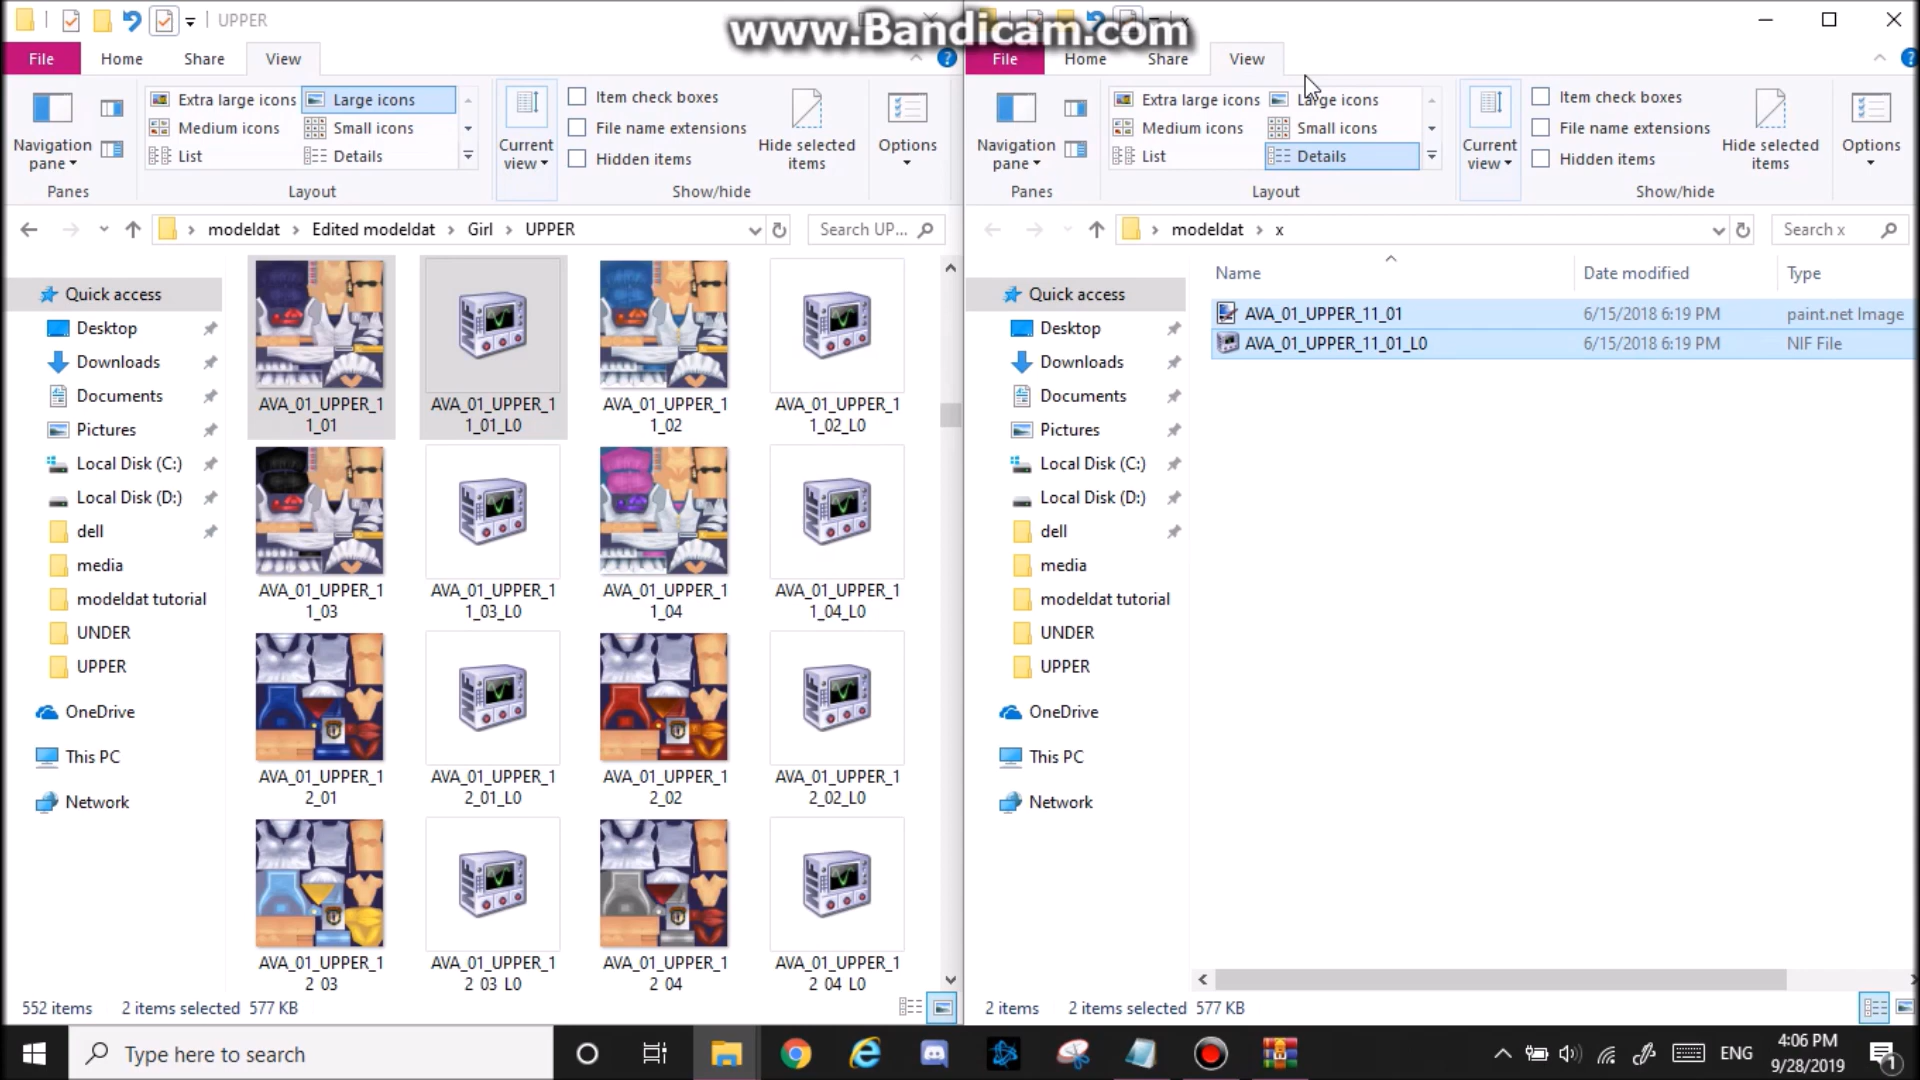 UPPER
www.Bandicam.com
File
Home
Share
View
Extra large icons
Large icons
Medium icons
Small icons
List
Details
Navigation
pane
Panes
Layout
Current
view
Item check boxes
File name extensions
Hidden items
Hide selected
items
Show/hide
Options
modeldat
Edited modeldat
Girl
UPPER
Search UP...
Quick access
Desktop
Downloads
Documents
Pictures
Local Disk (C:)
Local Disk (D:)
dell
media
modeldat tutorial
UNDER
UPPER
OneDrive
This PC
Network
AVA_01_UPPER_1
1_01
AVA_01_UPPER_1
1_01_L0
AVA_01_UPPER_1
1_02
AVA_01_UPPER_1
1_02_L0
AVA_01_UPPER_1
1_03
AVA_01_UPPER_1
1_03_L0
AVA_01_UPPER_1
1_04
AVA_01_UPPER_1
1_04_L0
AVA_01_UPPER_1
2_01
AVA_01_UPPER_1
2_01_L0
AVA_01_UPPER_1
2_02
AVA_01_UPPER_1
2_02_L0
AVA_01_UPPER_1
2_03
AVA_01_UPPER_1
2_03_L0
AVA_01_UPPER_1
2_04
AVA_01_UPPER_1
2_04_L0
552 items
2 items selected 577 KB
File
Home
Share
View
Extra large icons
Large icons
Medium icons
Small icons
List
Details
Navigation
pane
Panes
Layout
Current
view
Item check boxes
File name extensions
Hidden items
Hide selected
items
Show/hide
Options
modeldat
x
Search x
Quick access
Desktop
Downloads
Documents
Pictures
Local Disk (C:)
Local Disk (D:)
dell
media
modeldat tutorial
UNDER
UPPER
OneDrive
This PC
Network
Name
Date modified
Type
AVA_01_UPPER_11_01
6/15/2018 6:19 PM
paint.net Image
AVA_01_UPPER_11_01_L0
6/15/2018 6:19 PM
NIF File
2 items
2 items selected 577 KB
Type here to search
ENG
4:06 PM
9/28/2019
1